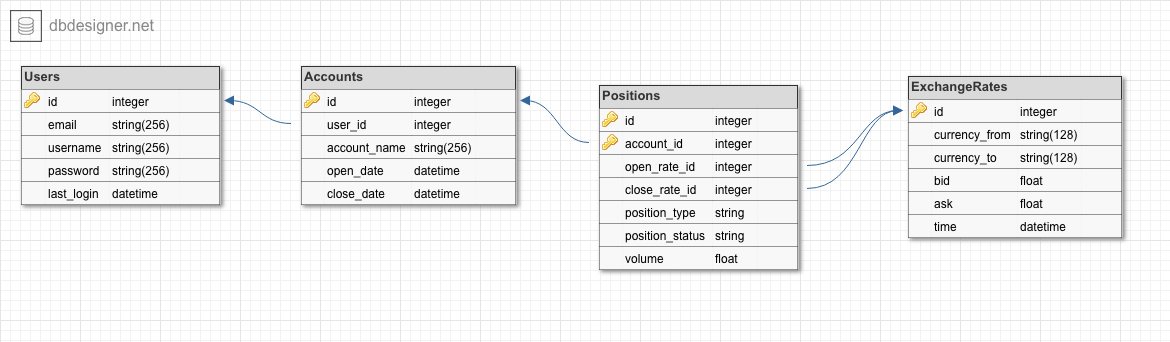 dbdesigner.net
Users
id integer
email string(256)
username string(256)
password string(256)
last_login datetime
Accounts
id integer
user_id integer
account_name string(256)
open_date datetime
close_date datetime
Positions
id integer
account_id integer
open_rate_id integer
close_rate_id integer
position_type string
position_status string
volume float
ExchangeRates
id integer
currency_from string(128)
currency_to string(128)
bid float
ask float
time datetime